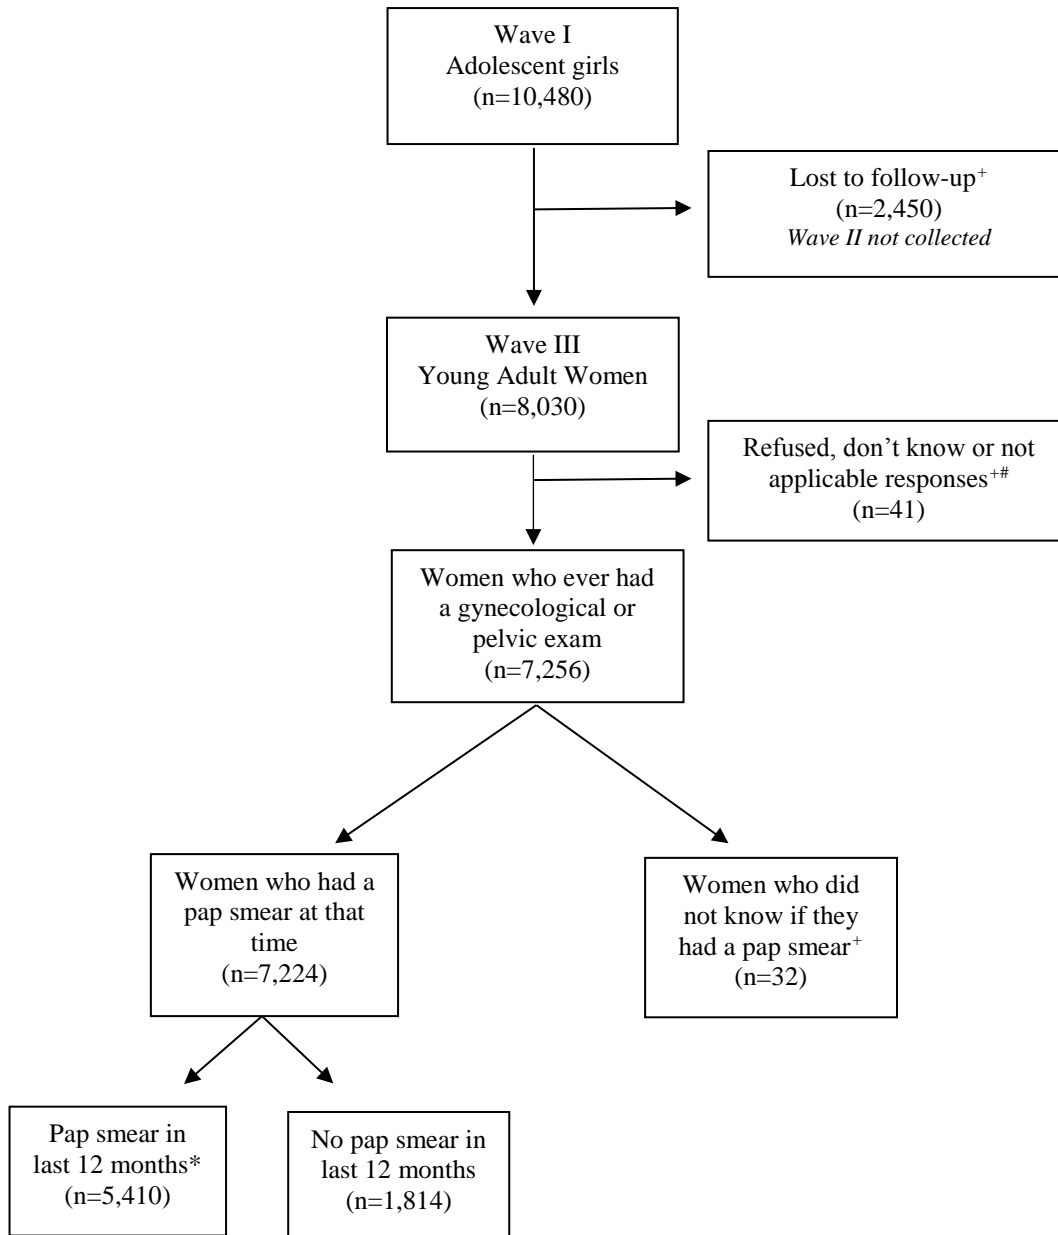 Wave I
Adolescent girls
(n=10,480)
Lost to follow-up+
(n=2,450)
Wave II not collected
Wave III
Young Adult Women
(n=8,030)
Refused, don’t know or not
applicable responses+#
(n=41)
Women who ever had
a gynecological or
pelvic exam
(n=7,256)
Women who had a
pap smear at that
time
(n=7,224)
Women who did
not know if they
had a pap smear+
(n=32)
Pap smear in
last 12 months*
(n=5,410)
No pap smear in
last 12 months
(n=1,814)